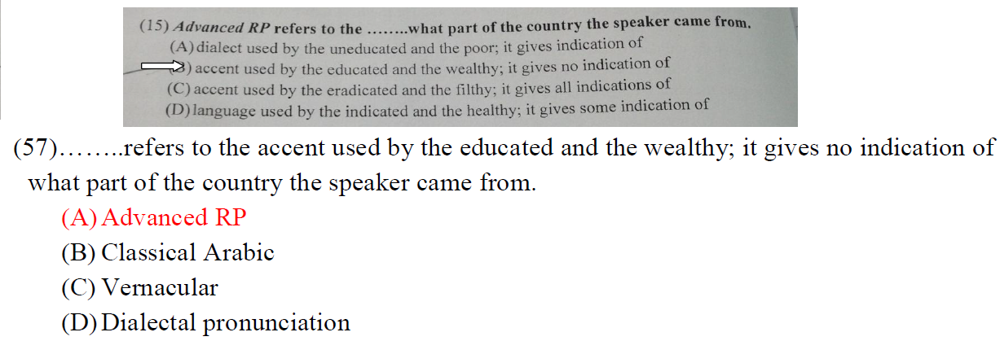 (15) Advanced RP refers to the ........what part of the country the speaker came from.
(A) dialect used by the uneducated and the poor; it gives indication of
B) accent used by the educated and the wealthy; it gives no indication of
(C) accent used by the eradicated and the filthy; it gives all indications of
(D) language used by the indicated and the healthy; it gives some indication of
(57)........refers to the accent used by the educated and the wealthy; it gives no indication of
what part of the country the speaker came from.
(A) Advanced RP
(B) Classical Arabic
(C) Vernacular
(D) Dialectal pronunciation